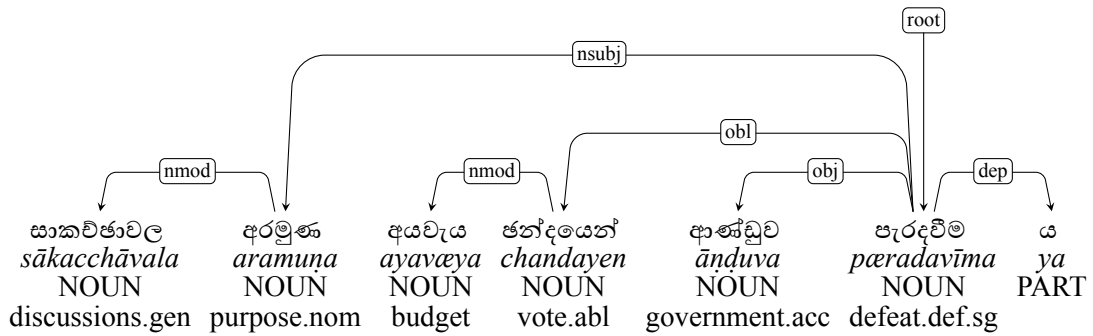 root
nsubj
obl
nmod nmod obj dep
සාකච්ඡාවල අරමුණ අයවැය ඡන්දයෙන් ආණ්ඩුව පැරදවීම ය
sākacchāvala aramuṇa ayavæya chandayen āṇḍuva pæradavīma ya
NOUN NOUN NOUN NOUN NOUN NOUN PART
discussions.gen purpose.nom budget vote.abl government.acc defeat.def.sg